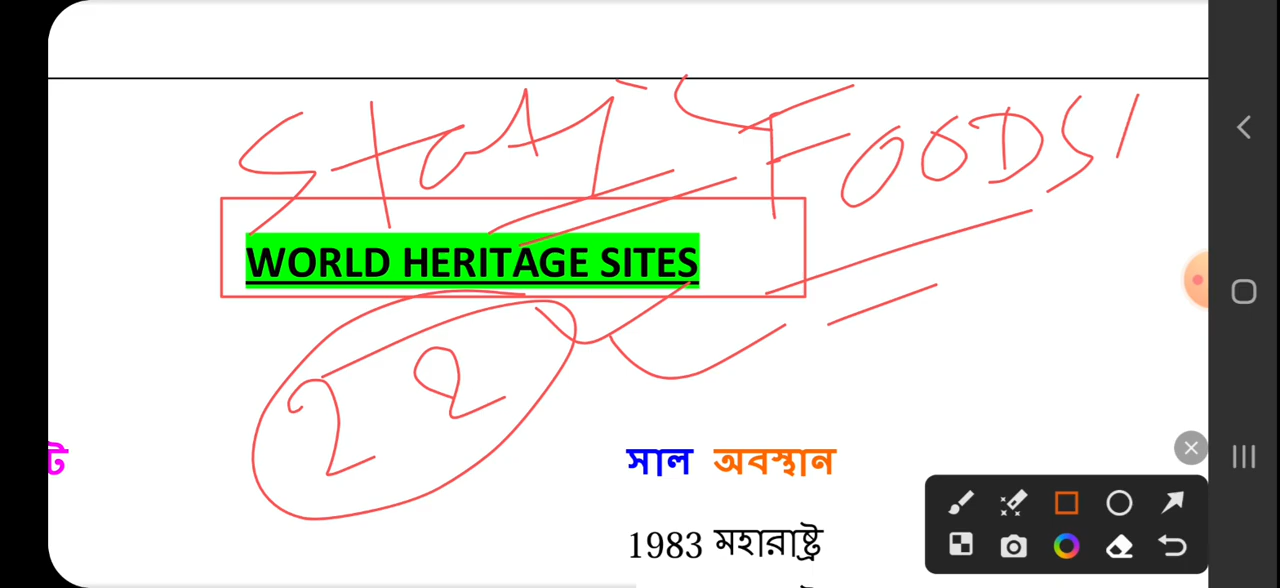 Static FOODS
WORLD HERITAGE SITES
22
টি সাল অবস্থান
1983 মহারাষ্ট্র